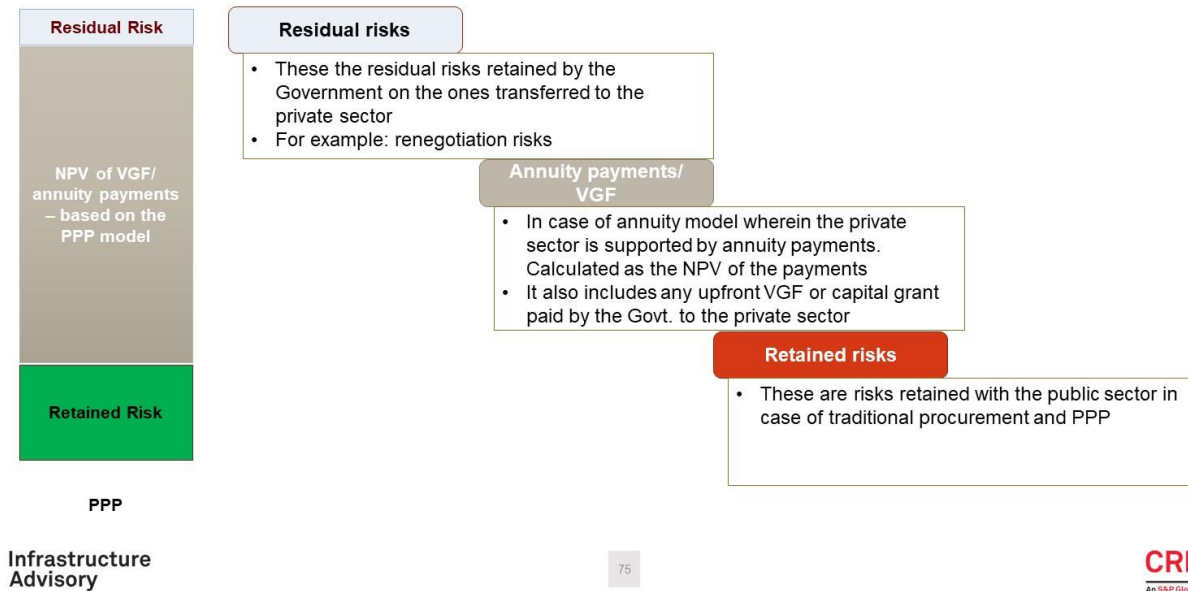 Residual Risk
NPV of VGF/
annuity payments
– based on the
PPP model
Retained Risk
PPP
Residual risks
• These the residual risks retained by the
Government on the ones transferred to the
private sector
• For example: renegotiation risks
Annuity payments/
VGF
• In case of annuity model wherein the private
sector is supported by annuity payments.
Calculated as the NPV of the payments
• It also includes any upfront VGF or capital grant
paid by the Govt. to the private sector
Retained risks
• These are risks retained with the public sector in
case of traditional procurement and PPP
Infrastructure
Advisory
75